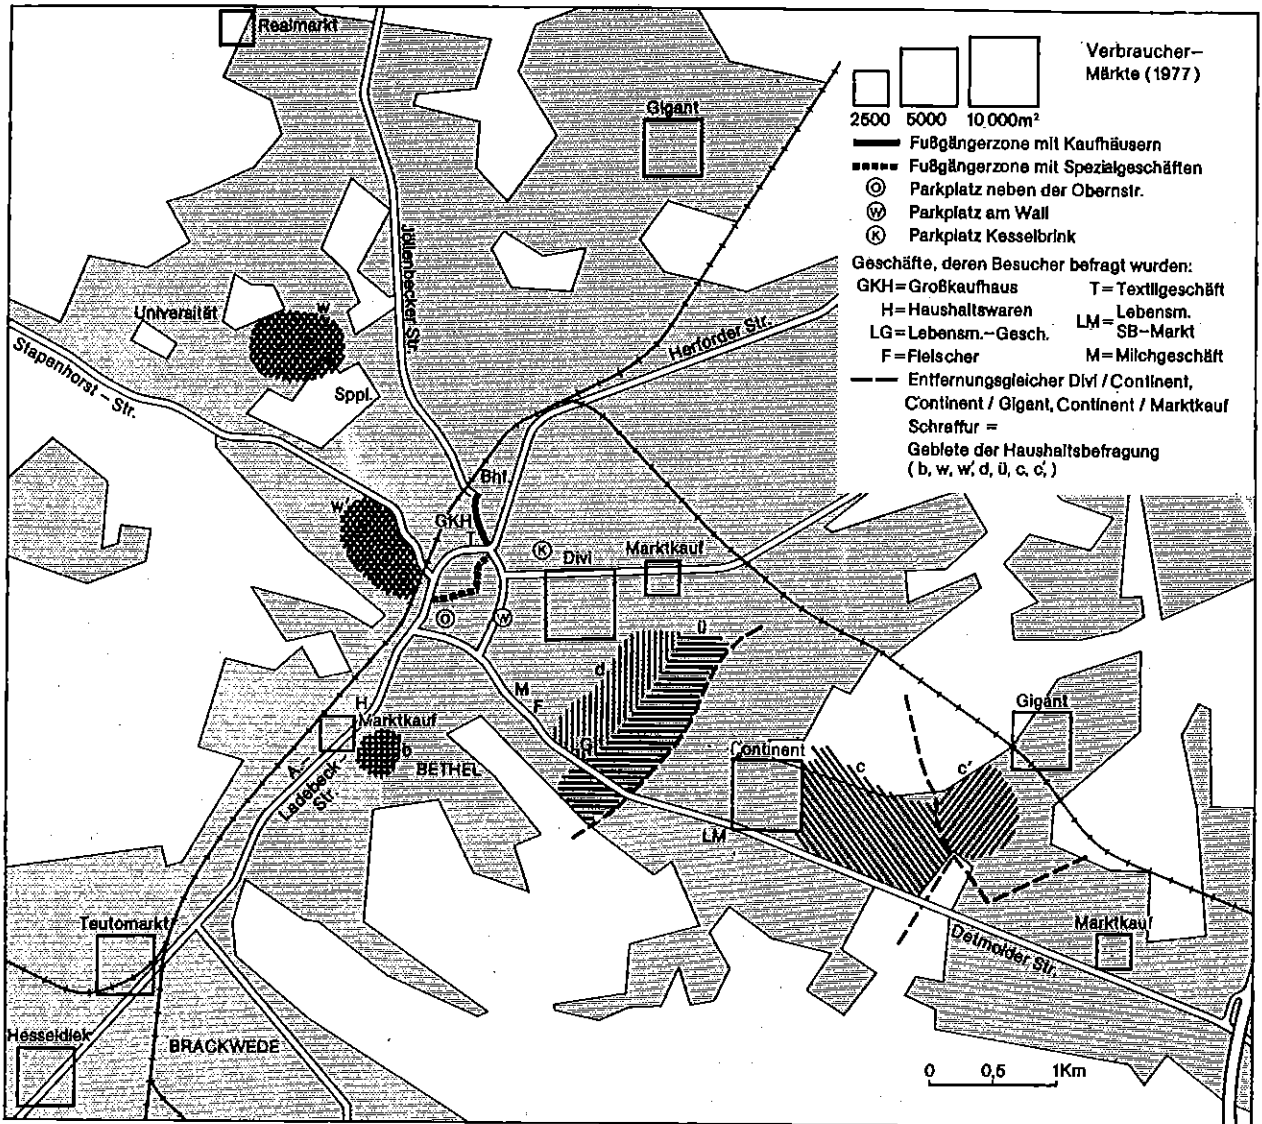 Realmarkt
Gigant
Jöllenbecker Str.
Universität
w
Stapenhorst-Str.
Sppl.
Herforder Str.
Bhf.
w'
GKH
T
K
Divi
Marktkauf
O
W
ü
d
M
F
H
Marktkauf
b
BETHEL
A.-
Ladebeck-
Str.
Continent
c
c'
Gigant
LM
Teutomarkt
Detmolder Str.
Marktkauf
Hesseldiek
BRACKWEDE
0 0,5 1Km
Verbraucher-
Märkte (1977)
2500 5000 10 000m²
Fußgängerzone mit Kaufhäusern
Fußgängerzone mit Spezialgeschäften
O Parkplatz neben der Obernstr.
W Parkplatz am Wall
K Parkplatz Kesselbrink
Geschäfte, deren Besucher befragt wurden:
GKH=Großkaufhaus T=Textilgeschäft
H=Haushaltswaren LM=Lebensm. SB-Markt
LG=Lebensm.-Gesch.
F=Fleischer M=Milchgeschäft
Entfernungsgleicher Divi / Continent,
Continent / Gigant, Continent / Marktkauf
Schraffur =
Gebiete der Haushaltsbefragung
(b, w, w', d, ü, c, c',)